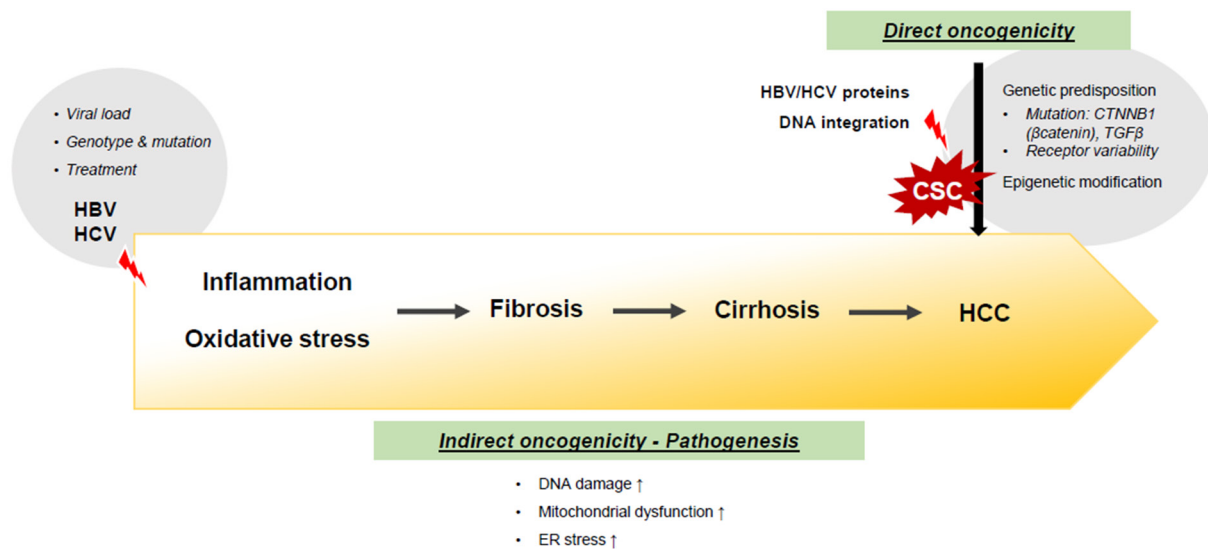 Direct oncogenicity
HBV/HCV proteins
DNA integration
CSC
Genetic predisposition
• Mutation: CTNNB1
(βcatenin), TGFβ
• Receptor variability
Epigenetic modification
• Viral load
• Genotype & mutation
• Treatment
HBV
HCV
Inflammation
Oxidative stress
Fibrosis
Cirrhosis
HCC
Indirect oncogenicity - Pathogenesis
• DNA damage ↑
• Mitochondrial dysfunction ↑
• ER stress ↑